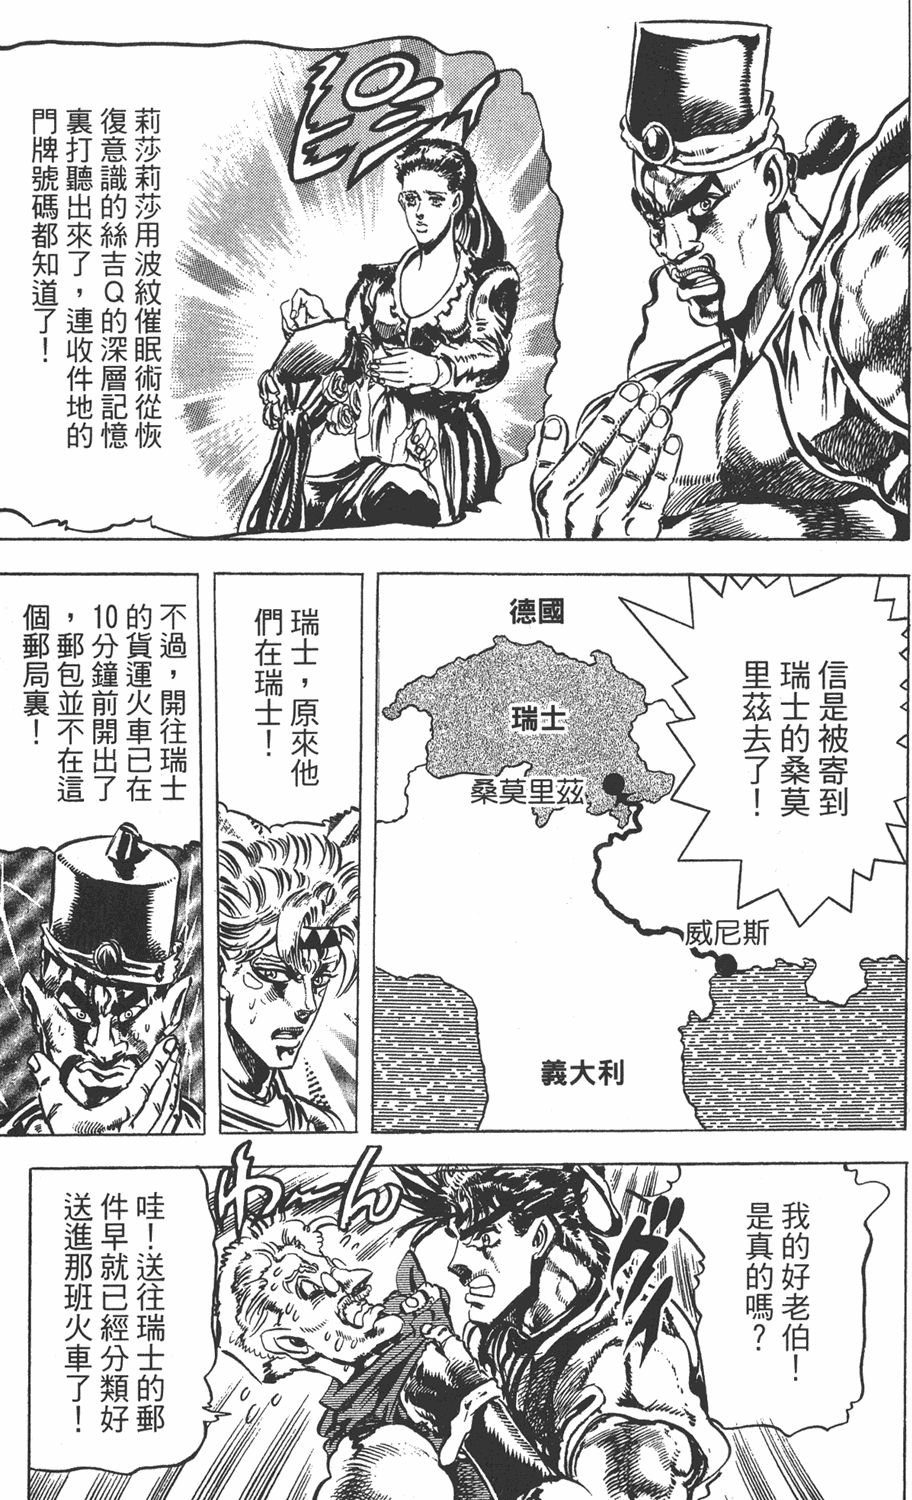 莉莎莉莎用波紋催眠術從恢
復意識的絲吉Q的深層記憶
裏打聽出來了，連收件地的
門牌號碼都知道了！
信是被寄到
瑞士的桑莫
里茲去了！
德國
瑞士
桑莫里茲
威尼斯
義大利
瑞士，原來他
們在瑞士！
不過，開往瑞士
的貨運火車已在
10分鐘前開出了
，郵包並不在這
個郵局裏！
我的好老伯！
是真的嗎？
わ～ん
哇！送往瑞士的郵
件早就已經分類好
送進那班火車了！